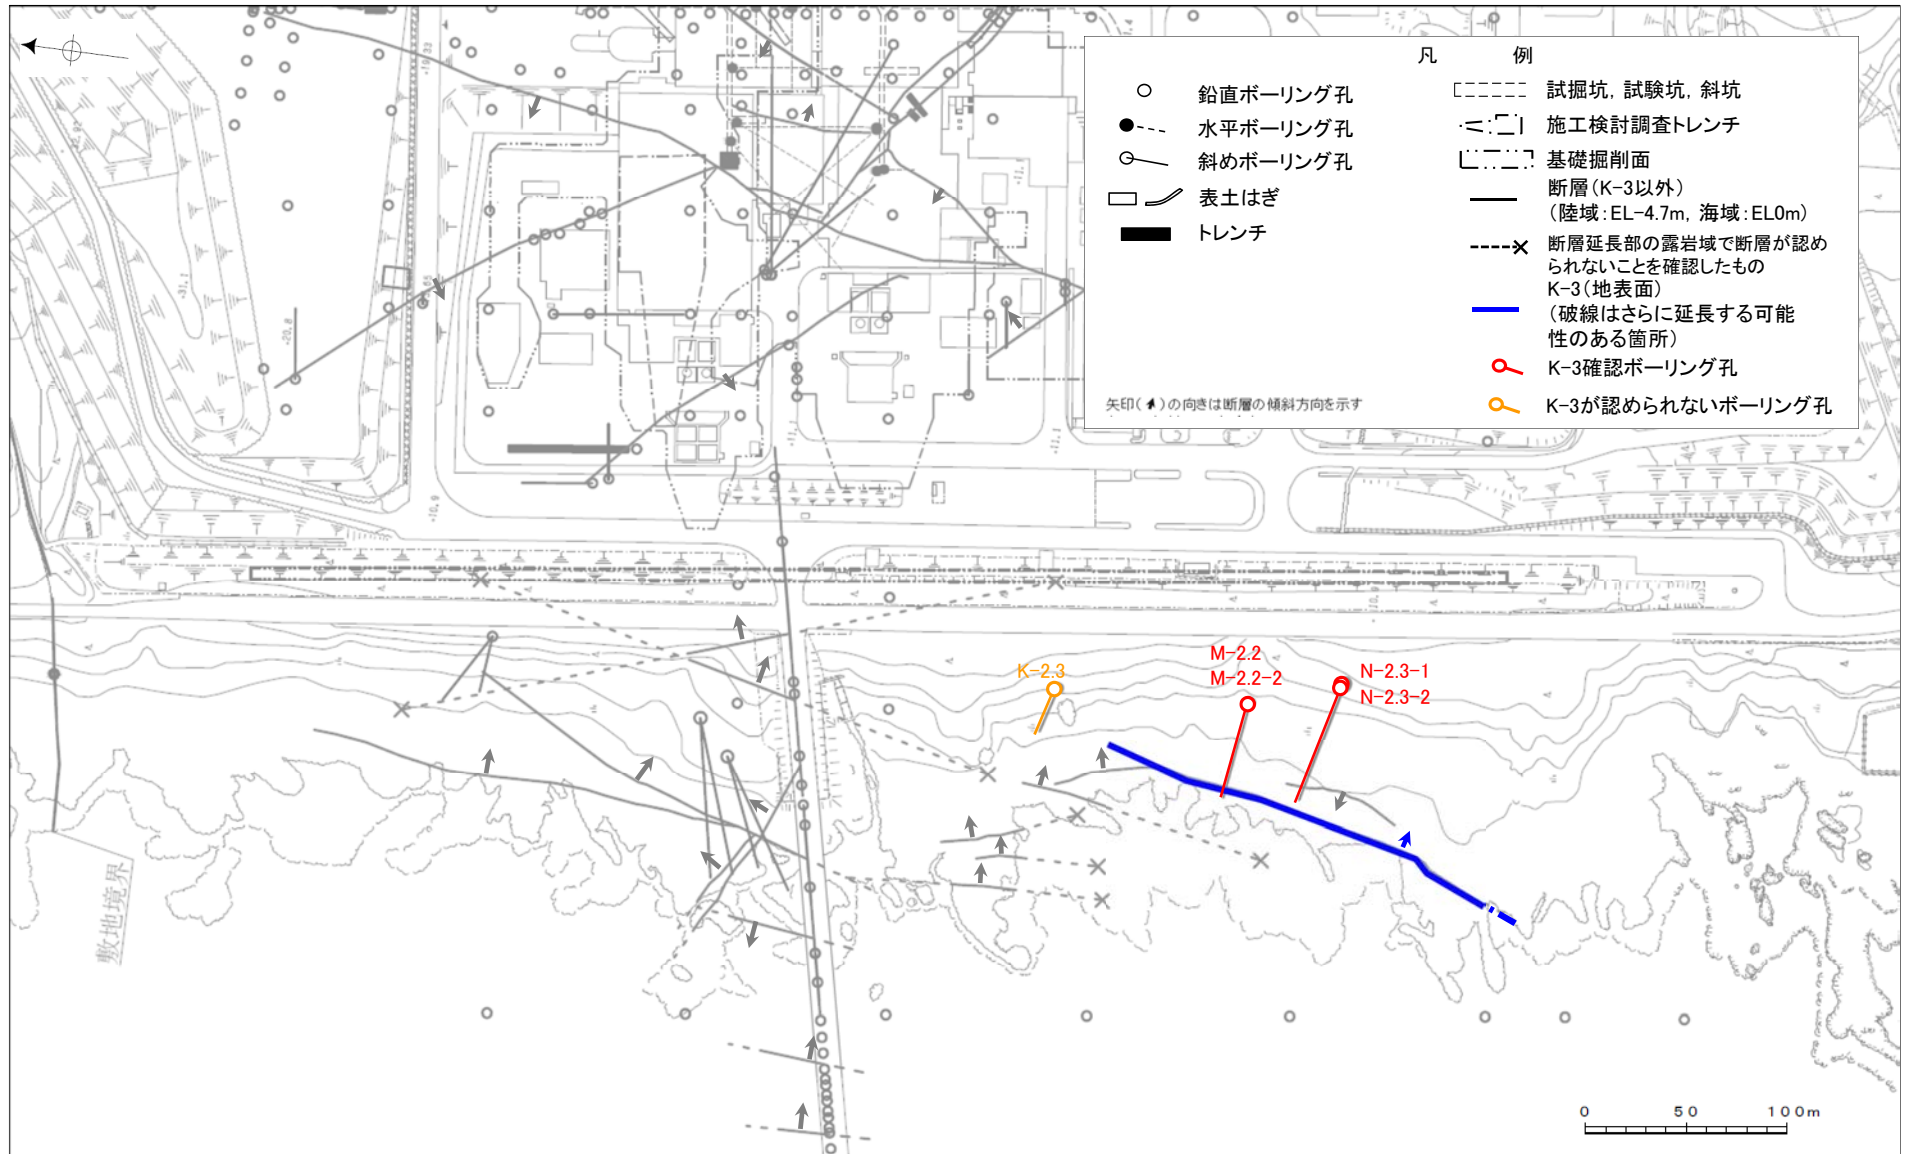 凡 例
鉛直ボーリング孔
水平ボーリング孔
斜めボーリング孔
表土はぎ
トレンチ
矢印( )の向きは断層の傾斜方向を示す
試掘坑, 試験坑, 斜坑
施工検討調査トレンチ
基礎掘削面
断層(K-3以外)
(陸域:EL-4.7m, 海域:EL0m)
断層延長部の露岩域で断層が認め
られないことを確認したもの
K-3(地表面)
(破線はさらに延長する可能
性のある箇所)
K-3確認ボーリング孔
K-3が認められないボーリング孔
K-2.3
M-2.2
M-2.2-2
N-2.3-1
N-2.3-2
敷地境界
0 50 100m